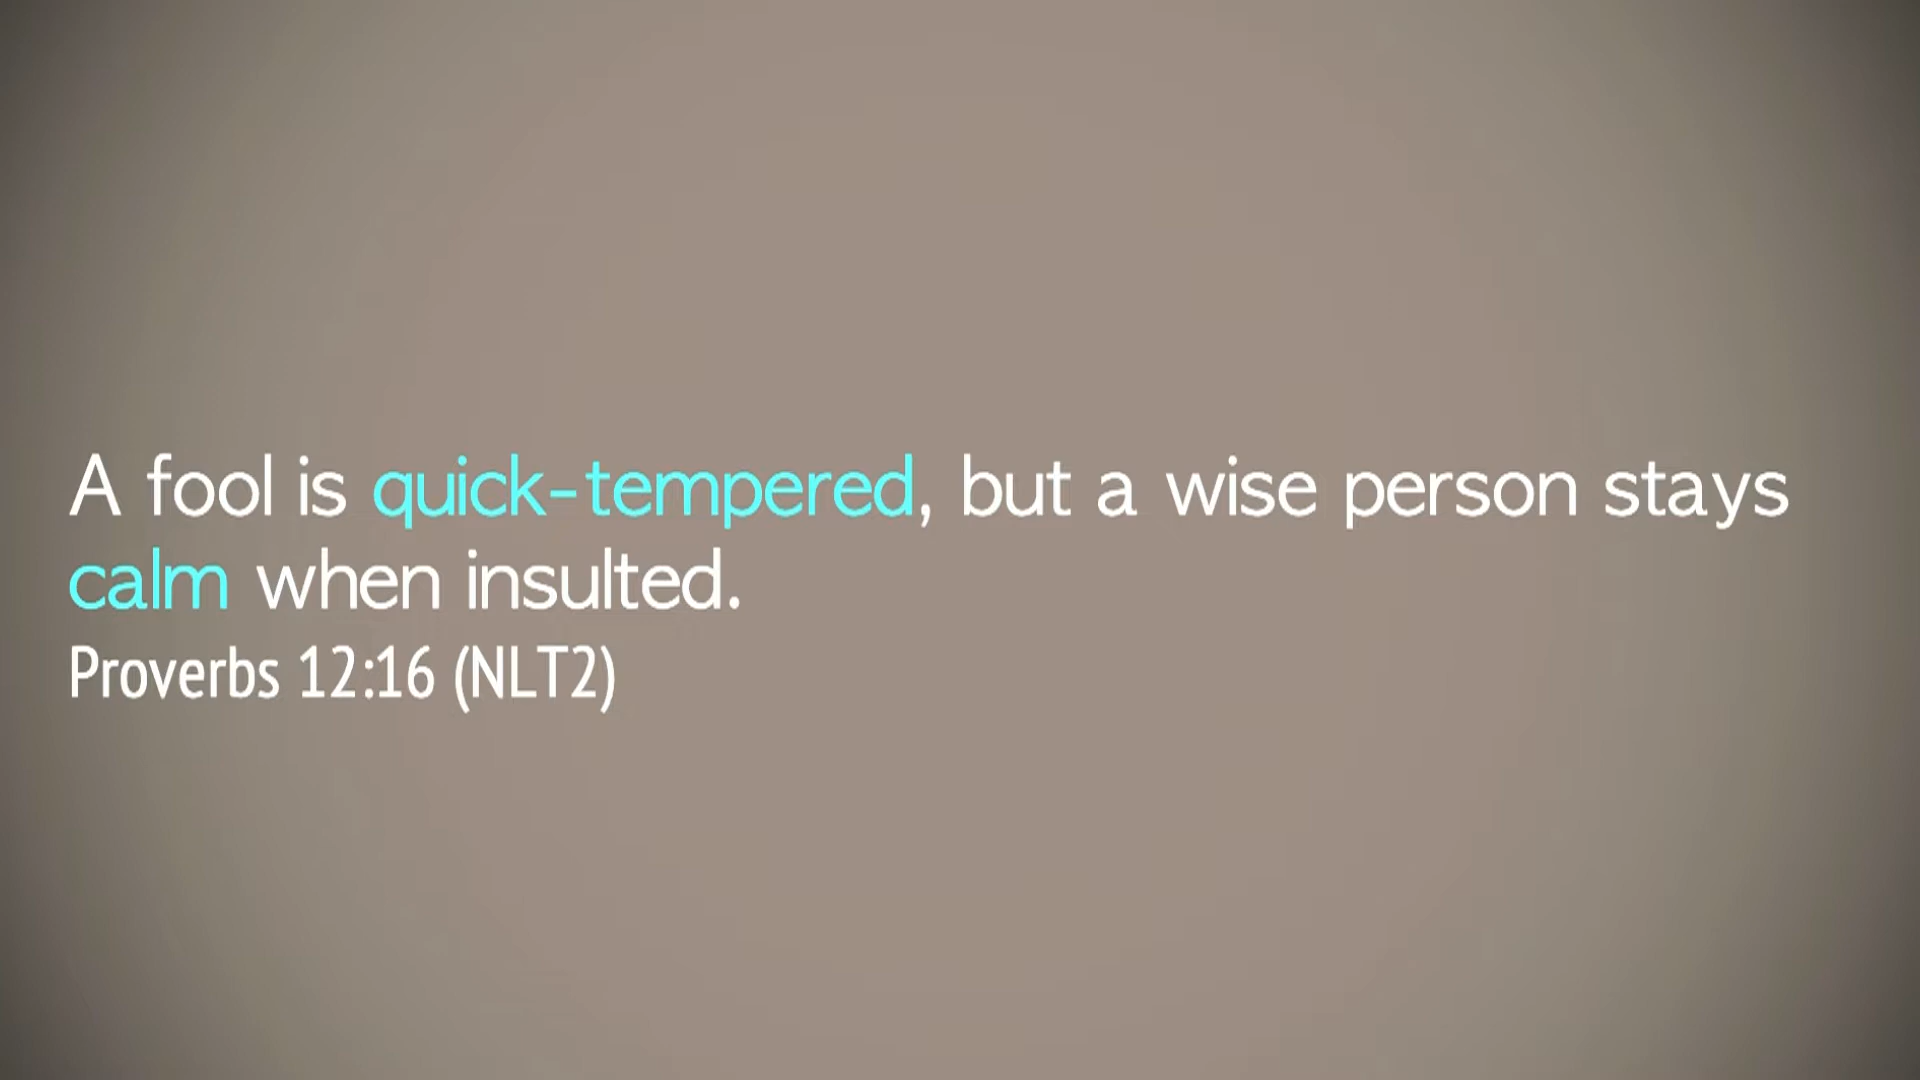 A fool is quick-tempered, but a wise person stays
calm when insulted.
Proverbs 12:16 (NLT2)